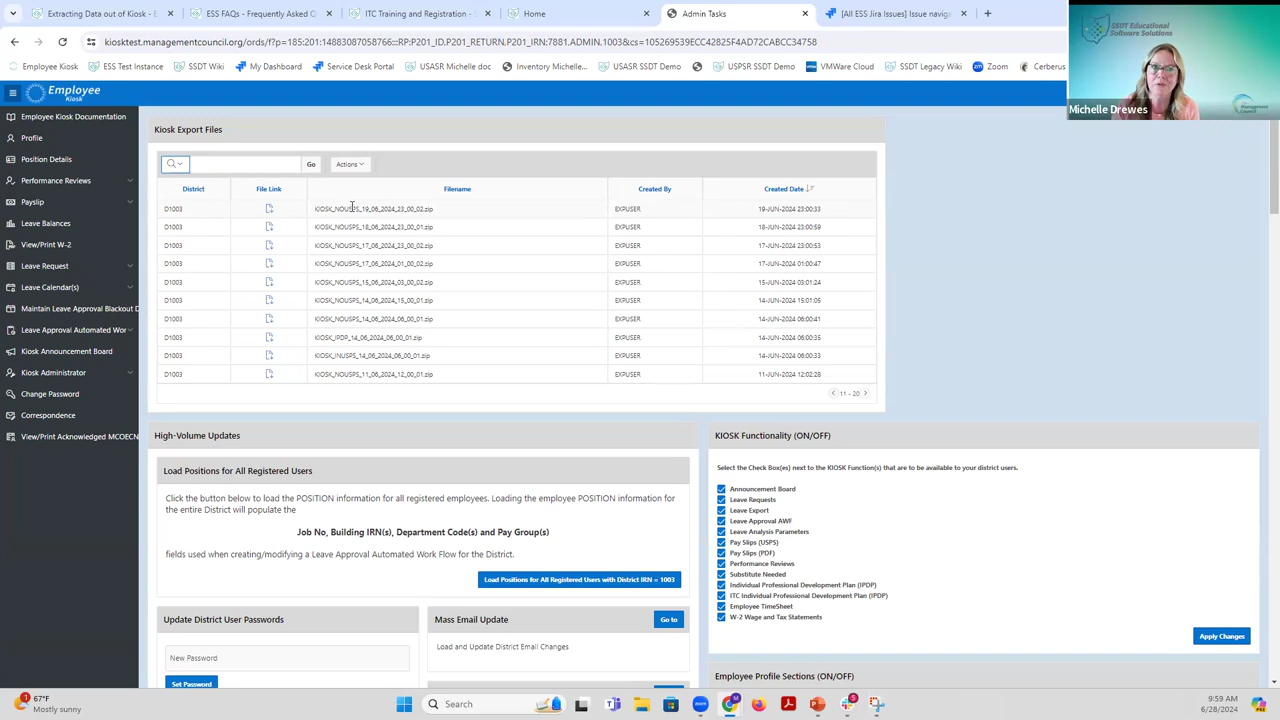 Extracting Data out of Kiosk
ESS FAQs - Frequently Asked Q
ITC Training and Recordings - E
Home
Admin Tasks
[All ESS Jira Issues] Issue navig
kiosktest.managementcouncil.org/ords/f?p=
Employee Kiosk
ESS Test Instance
My Dashboard
Service Desk Portal
USASR Michelle doc
Inventory Michelle...
USASR SSDT Demo
USPSR SSDT Demo
VMWare Cloud
SSDT Legacy Wiki
Zoom
Cerberus
SSDT Educational
Software Solutions
Management
Council
Michelle Drewes
Employee
Kiosk
Employee Kiosk Documentation
Profile
Position Details
Performance Reviews
Payslip
Leave Balances
View/Print W-2
Leave Request
Leave Calendar(s)
Maintain Leave Approval Blackout D
Leave Approval Automated Wor
Kiosk Announcement Board
Kiosk Administrator
Change Password
Correspondence
View/Print Acknowledged MCOECN
Kiosk Export Files
Go
Actions
District File Link Filename Created By Created Date
D1003 KIOSK_NOUSPS_19_06_2024_23_00_02.zip EXPUSER 19-JUN-2024 23:00:33
D1003 KIOSK_NOUSPS_18_06_2024_23_00_01.zip EXPUSER 18-JUN-2024 23:00:59
D1003 KIOSK_NOUSPS_17_06_2024_23_00_02.zip EXPUSER 17-JUN-2024 23:00:53
D1003 KIOSK_NOUSPS_17_06_2024_01_00_02.zip EXPUSER 17-JUN-2024 01:00:47
D1003 KIOSK_NOUSPS_15_06_2024_03_00_02.zip EXPUSER 15-JUN-2024 03:01:24
D1003 KIOSK_NOUSPS_14_06_2024_15_00_01.zip EXPUSER 14-JUN-2024 15:01:05
D1003 KIOSK_NOUSPS_14_06_2024_06_00_01.zip EXPUSER 14-JUN-2024 06:00:41
D1003 KIOSK_IPDP_14_06_2024_06_00_01.zip EXPUSER 14-JUN-2024 06:00:35
D1003 KIOSK_INUSPS_14_06_2024_06_00_01.zip EXPUSER 14-JUN-2024 06:00:33
D1003 KIOSK_NOUSPS_11_06_2024_12_00_01.zip EXPUSER 11-JUN-2024 12:02:28
11 - 20
High-Volume Updates
Load Positions for All Registered Users
Click the button below to load the POSITION information for all registered employees. Loading the employee POSITION information for
the entire District will populate the
Job No, Building IRN(s), Department Code(s) and Pay Group(s)
fields used when creating/modifying a Leave Approval Automated Work Flow for the District.
Load Positions for All Registered Users with District IRN = 1003
Update District User Passwords
New Password
Set Password
Mass Email Update
Go to
Load and Update District Email Changes
KIOSK Functionality (ON/OFF)
Select the Check Box(es) next to the KIOSK Function(s) that are to be available to your district users.
Announcement Board
Leave Requests
Leave Export
Leave Approval AWF
Leave Analysis Parameters
Pay Slips (USPS)
Pay Slips (PDF)
Performance Reviews
Substitute Needed
Individual Professional Development Plan (IPDP)
ITC Individual Professional Development Plan (IPDP)
Employee TimeSheet
W-2 Wage and Tax Statements
Apply Changes
Employee Profile Sections (ON/OFF)
67°F
Mostly sunny
Search
9:59 AM
6/28/2024